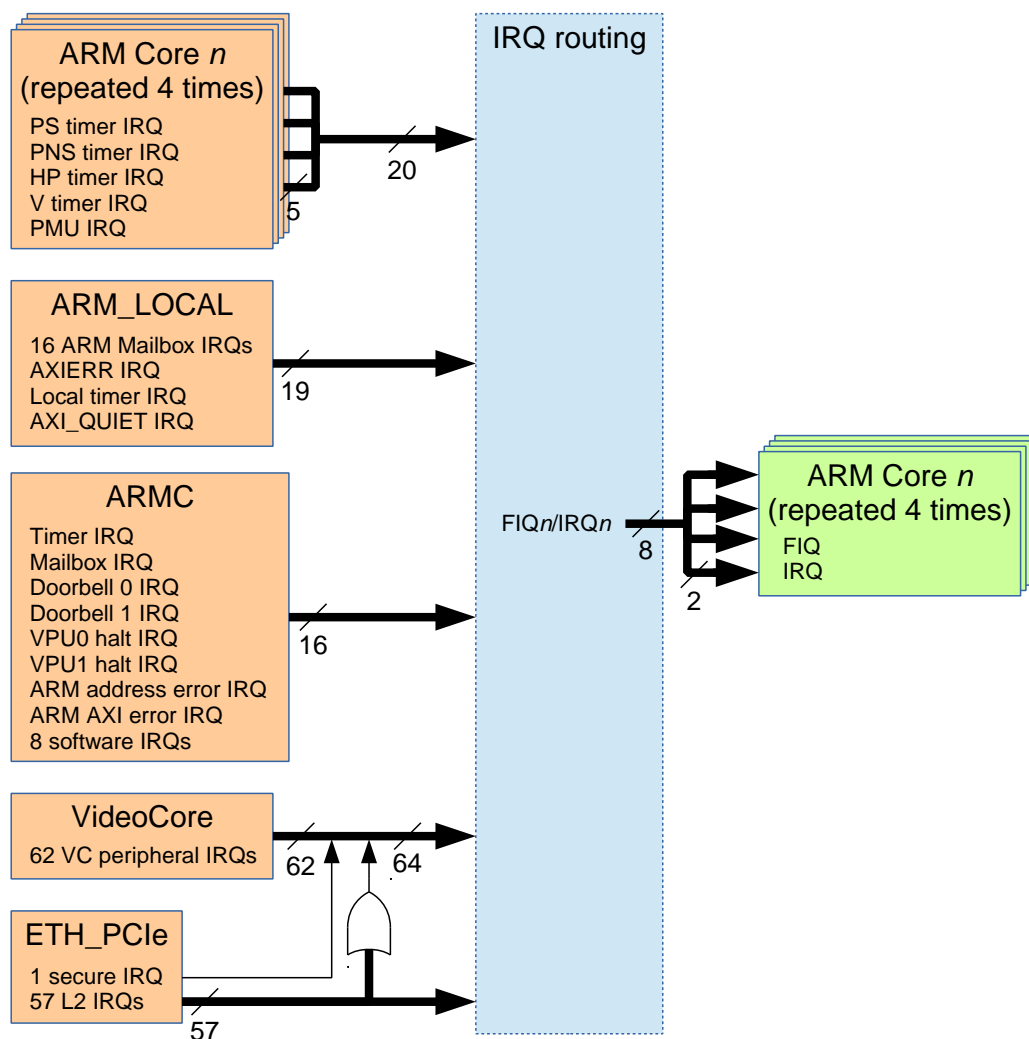 ARM Core n
(repeated 4 times)
PS timer IRQ
PNS timer IRQ
HP timer IRQ
V timer IRQ
PMU IRQ
5
20
IRQ routing
ARM_LOCAL
16 ARM Mailbox IRQs
AXIERR IRQ
Local timer IRQ
AXI_QUIET IRQ
19
ARMC
Timer IRQ
Mailbox IRQ
Doorbell 0 IRQ
Doorbell 1 IRQ
VPU0 halt IRQ
VPU1 halt IRQ
ARM address error IRQ
ARM AXI error IRQ
8 software IRQs
16
FIQn/IRQn
8
2
ARM Core n
(repeated 4 times)
FIQ
IRQ
VideoCore
62 VC peripheral IRQs
62
64
ETH_PCIe
1 secure IRQ
57 L2 IRQs
57